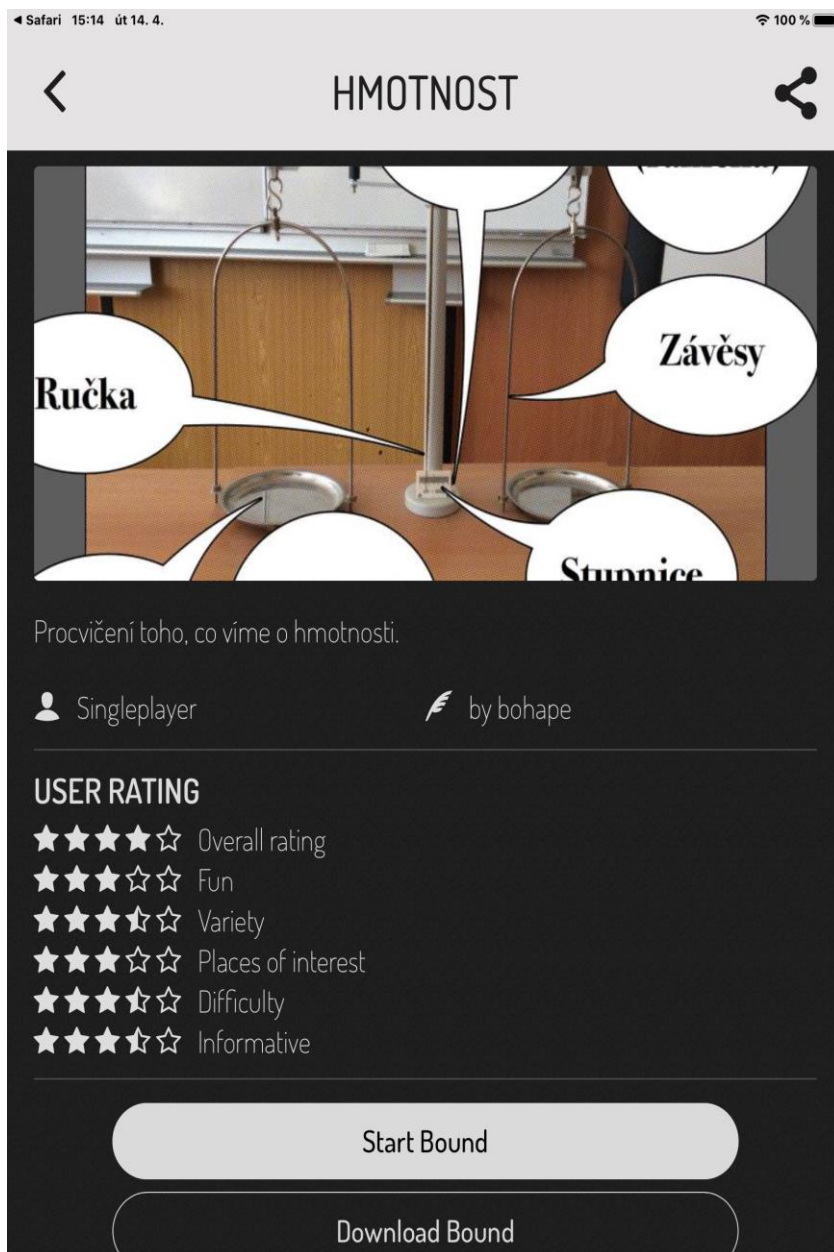 Safari 15:14 út 14. 4. 100 %
HMOTNOST
Závěsy
Ručka
Stupnice
Procvičení toho, co víme o hmotnosti.
Singleplayer by bohape
USER RATING
Overall rating
Fun
Variety
Places of interest
Difficulty
Informative
Start Bound
Download Bound